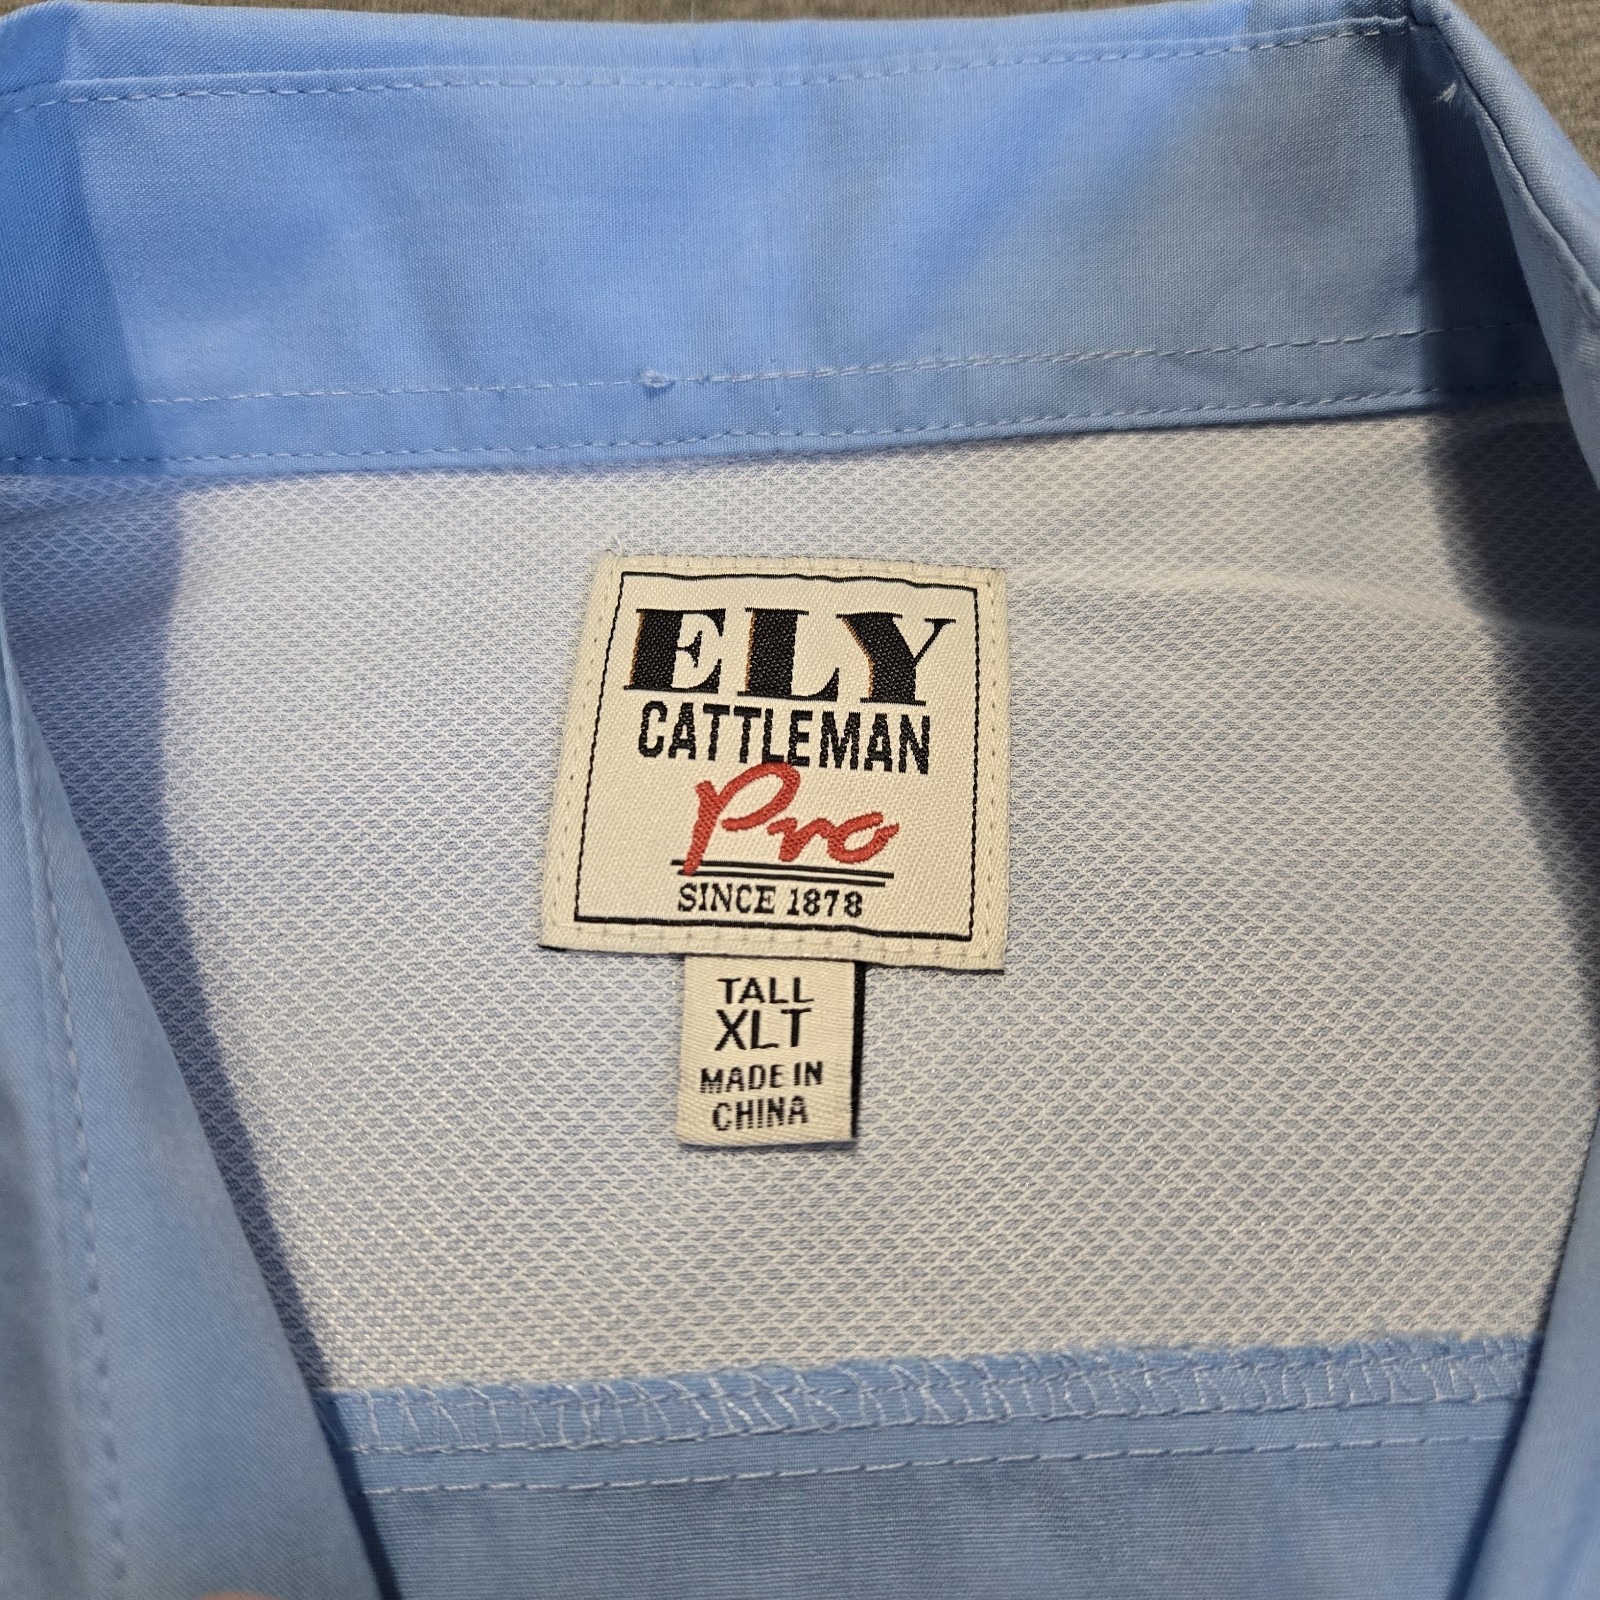 ELY
CATTLEMAN
Pro
SINCE 1878
TALL
XLT
MADE IN
CHINA